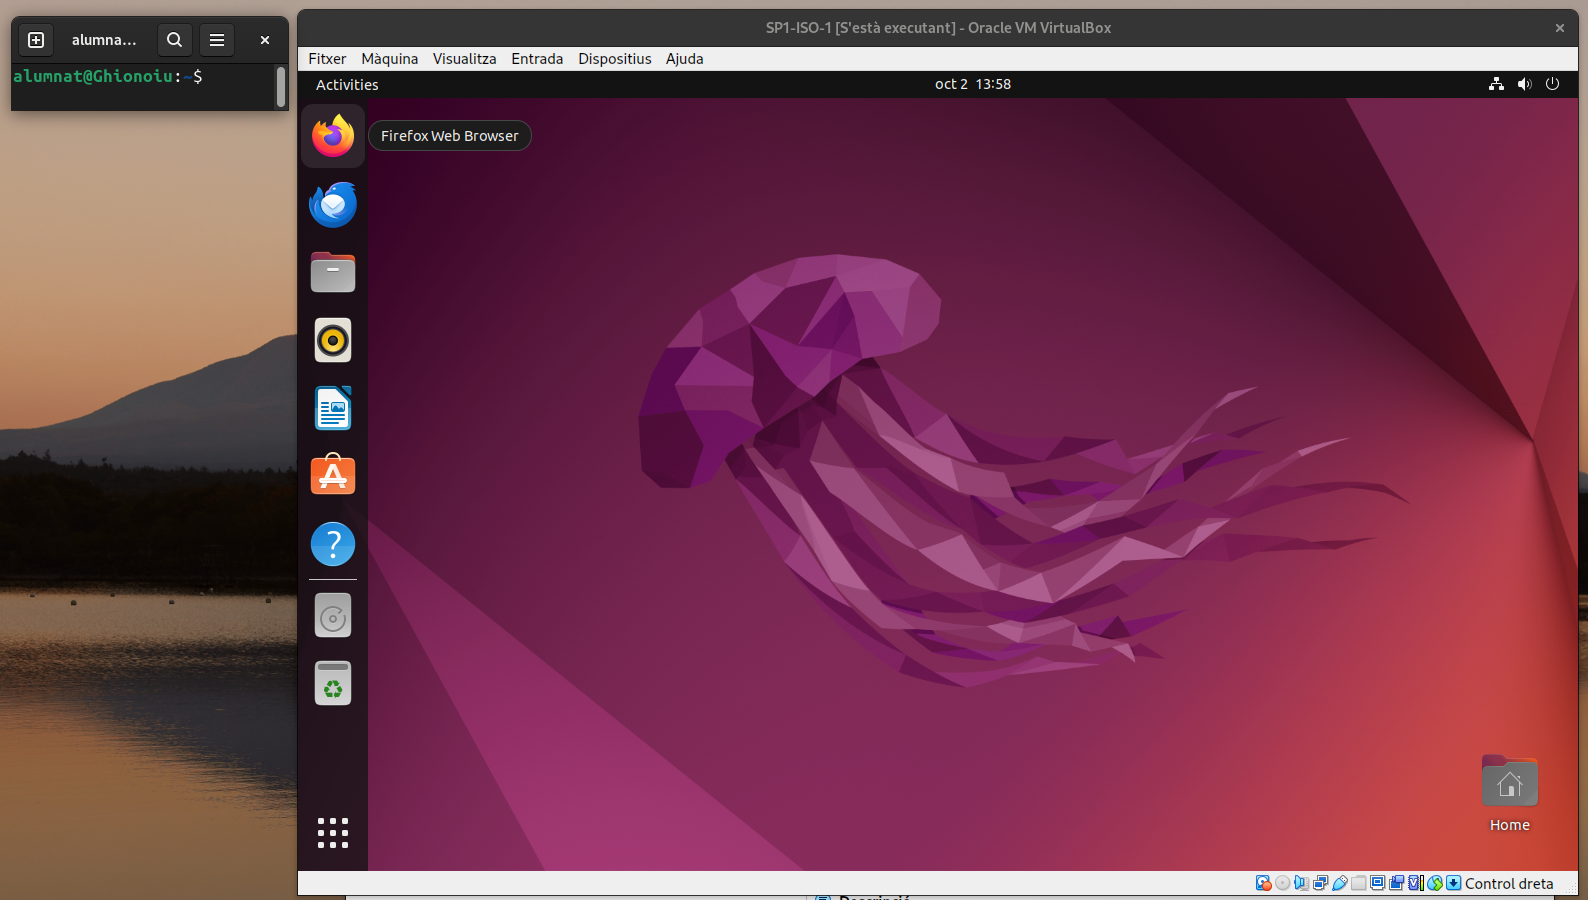 alumna...
alumnat@Ghionoiu:~$
SP1-ISO-1 [S'està executant] - Oracle VM VirtualBox
Fitxer Màquina Visualitza Entrada Dispositius Ajuda
Activities
oct 2 13:58
Firefox Web Browser
Home
Control dreta
Descripció